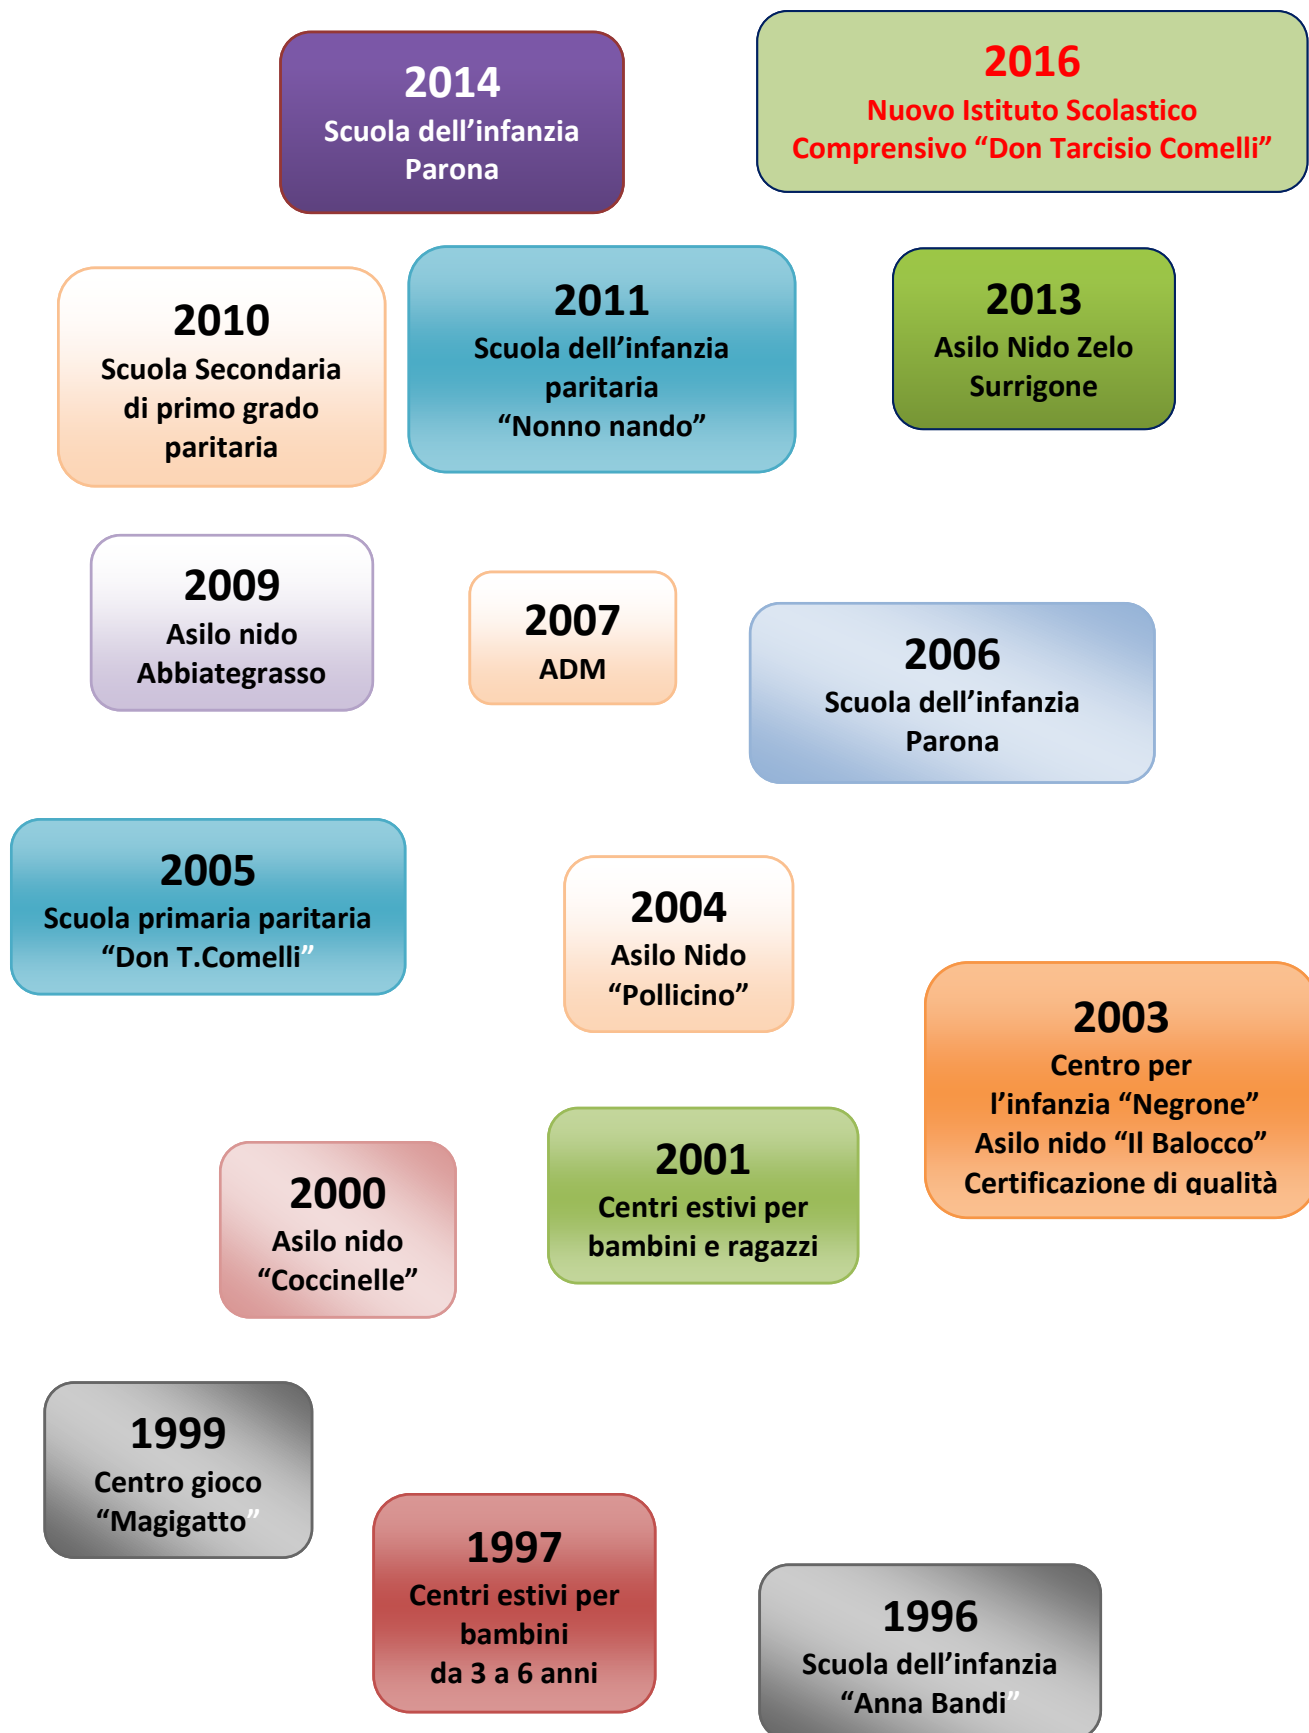 2014
Scuola dell’infanzia
Parona
2016
Nuovo Istituto Scolastico
Comprensivo “Don Tarcisio Comelli”
2010
Scuola Secondaria
di primo grado
paritaria
2011
Scuola dell’infanzia
paritaria
“Nonno nando”
2013
Asilo Nido Zelo
Surrigone
2009
Asilo nido
Abbiategrasso
2007
ADM
2006
Scuola dell’infanzia
Parona
2005
Scuola primaria paritaria
“Don T.Comelli”
2004
Asilo Nido
“Pollicino”
2003
Centro per
l’infanzia “Negrone”
Asilo nido “Il Balocco”
Certificazione di qualità
2000
Asilo nido
“Coccinelle”
2001
Centri estivi per
bambini e ragazzi
1999
Centro gioco
“Magigatto”
1997
Centri estivi per
bambini
da 3 a 6 anni
1996
Scuola dell’infanzia
“Anna Bandi”